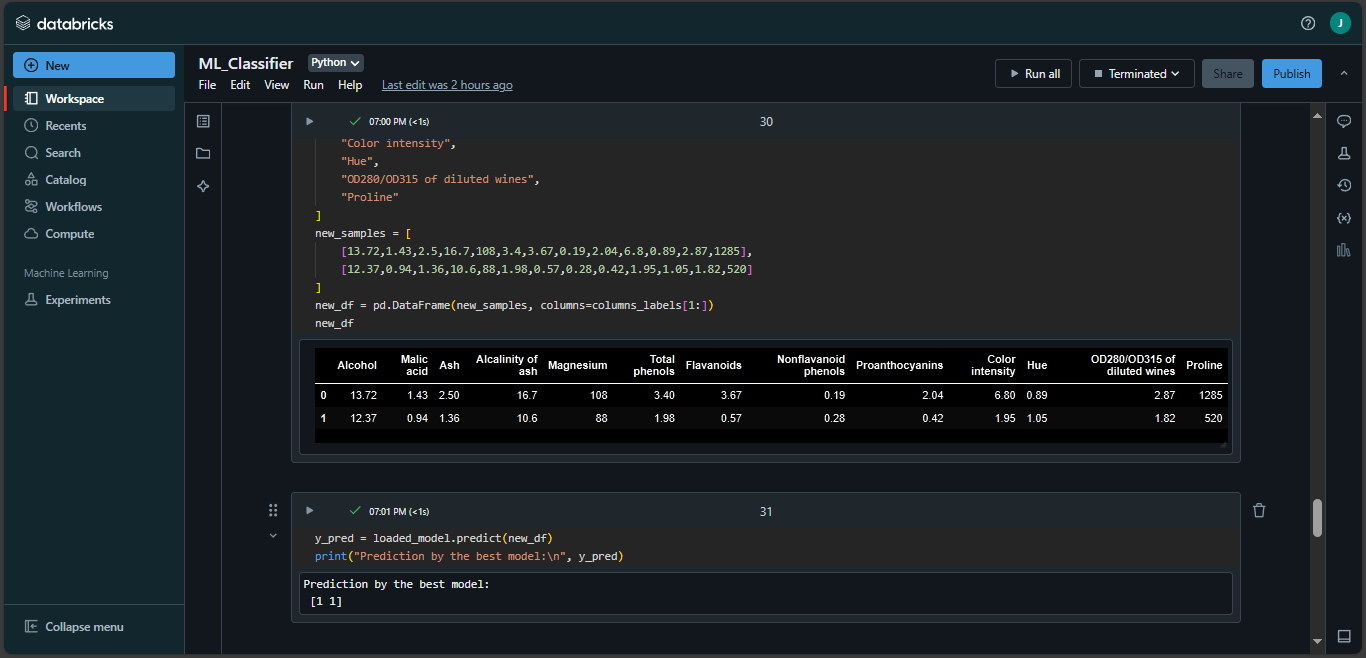 databricks
J
New
Workspace
Recents
Search
Catalog
Workflows
Compute
Machine Learning
Experiments
Collapse menu
ML_Classifier Python
File Edit View Run Help Last edit was 2 hours ago
Run all Terminated Share Publish
07:00 PM (<1s) 30
"Color intensity",
"Hue",
"OD280/OD315 of diluted wines",
"Proline"
]
new_samples = [
[13.72,1.43,2.5,16.7,108,3.4,3.67,0.19,2.04,6.8,0.89,2.87,1285],
[12.37,0.94,1.36,10.6,88,1.98,0.57,0.28,0.42,1.95,1.05,1.82,520]
]
new_df = pd.DataFrame(new_samples, columns=columns_labels[1:])
new_df
Alcohol Malic acid Ash Alcalinity of ash Magnesium Total phenols Flavanoids Nonflavanoid phenols Proanthocyanins Color intensity Hue OD280/OD315 of diluted wines Proline
0 13.72 1.43 2.50 16.7 108 3.40 3.67 0.19 2.04 6.80 0.89 2.87 1285
1 12.37 0.94 1.36 10.6 88 1.98 0.57 0.28 0.42 1.95 1.05 1.82 520
07:01 PM (<1s) 31
y_pred = loaded_model.predict(new_df)
print("Prediction by the best model:\n", y_pred)
Prediction by the best model:
[1 1]